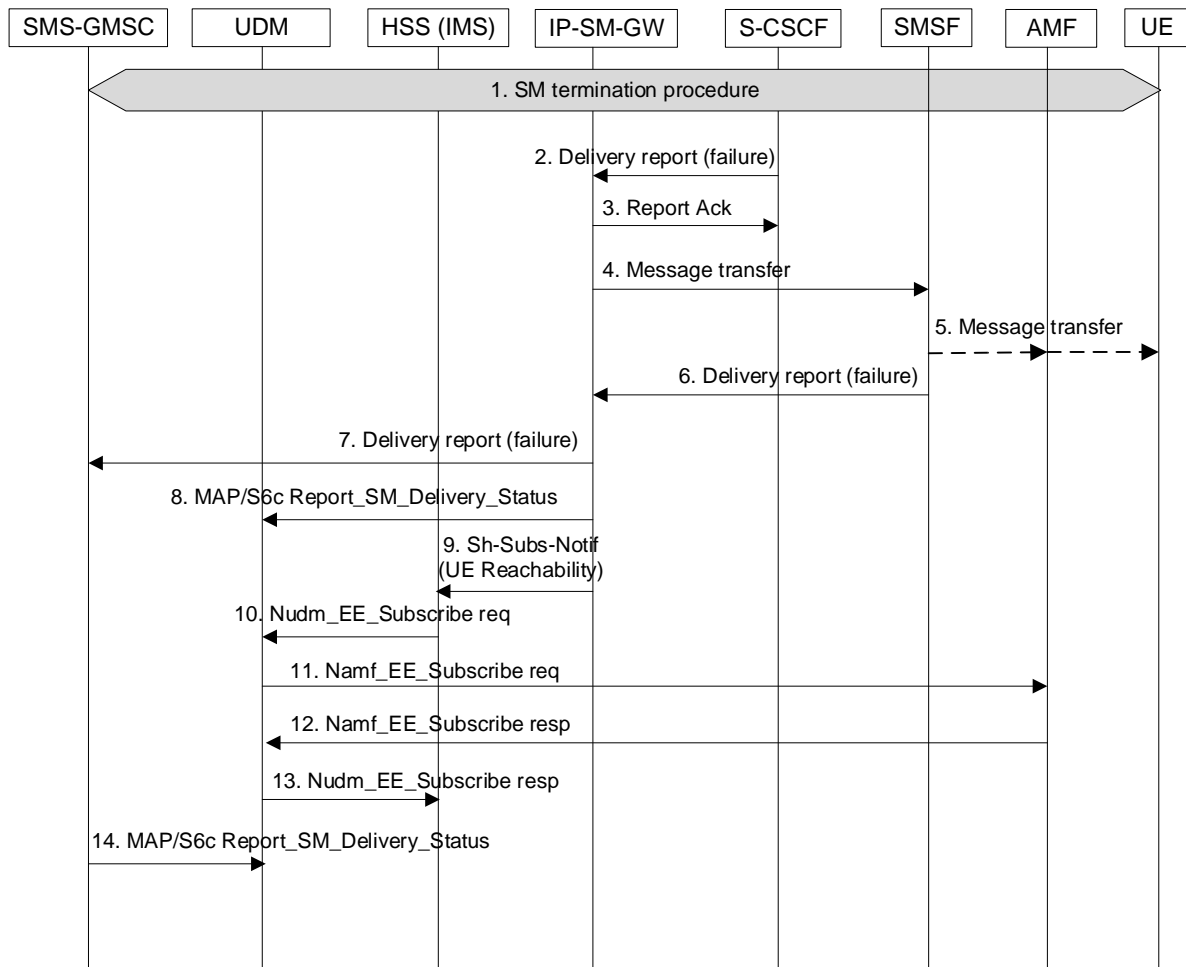 SMS-GMSC UDM HSS (IMS) IP-SM-GW S-CSCF SMSF AMF UE
1. SM termination procedure
2. Delivery report (failure)
3. Report Ack
4. Message transfer
5. Message transfer
6. Delivery report (failure)
7. Delivery report (failure)
8. MAP/S6c Report_SM_Delivery_Status
9. Sh-Subs-Notif
(UE Reachability)
10. Nudm_EE_Subscribe req
11. Namf_EE_Subscribe req
12. Namf_EE_Subscribe resp
13. Nudm_EE_Subscribe resp
14. MAP/S6c Report_SM_Delivery_Status